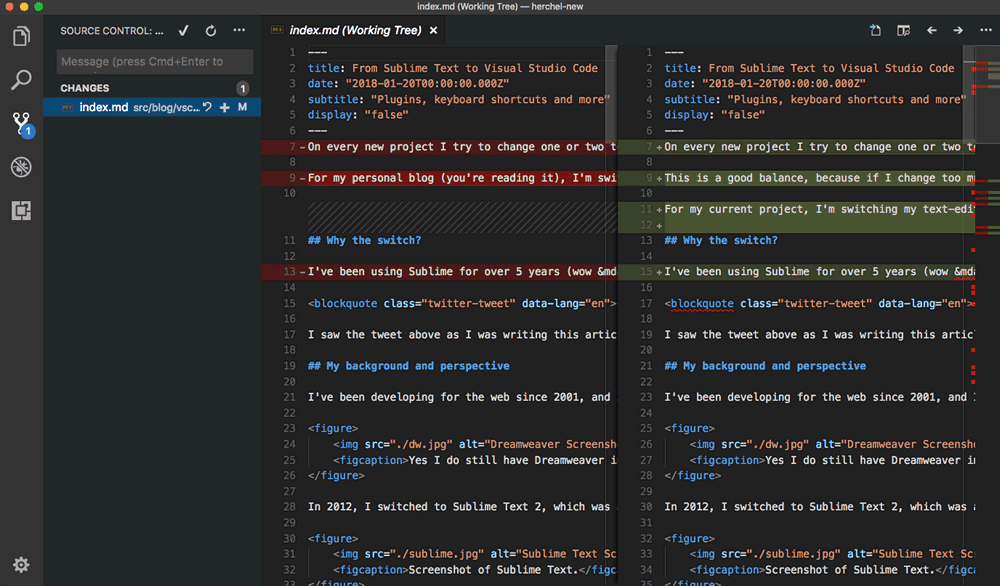 index.md (Working Tree) — herchel-new
SOURCE CONTROL: ...
Message (press Cmd+Enter to
CHANGES 1
index.md src/blog/vsc... M
1
index.md (Working Tree) ×
1 ---
2 title: From Sublime Text to Visual Studio Code
3 date: "2018-01-20T00:00:00.000Z"
4 subtitle: "Plugins, keyboard shortcuts and more"
5 display: "false"
6 ---
7 -On every new project I try to change one or two
8
9 -For my personal blog (you're reading it), I'm
10
11 ## Why the switch?
12
13 -I've been using Sublime for over 5 years (wow
14
15 <blockquote class="twitter-tweet" data-lang="en">
16
17 I saw the tweet above as I was writing this
18
19 ## My background and perspective
20
21 I've been developing for the web since 2001, and
22
23 <figure>
24 <img src="./dw.jpg" alt="Dreamweaver
25 <figcaption>Yes I do still have Dreamweaver
26 </figure>
27
28 In 2012, I switched to Sublime Text 2, which was
29
30 <figure>
31 <img src="./sublime.jpg" alt="Sublime Text
32 <figcaption>Screenshot of Sublime Text.
33 </figure>
1 ---
2 title: From Sublime Text to Visual Studio Code
3 date: "2018-01-20T00:00:00.000Z"
4 subtitle: "Plugins, keyboard shortcuts and more"
5 display: "false"
6 ---
7 +On every new project I try to change one or two
8
9 +This is a good balance, because if I change too
10
11 +For my current project, I'm switching my
12 +
13 ## Why the switch?
14
15 +I've been using Sublime for over 5 years (wow
16
17 <blockquote class="twitter-tweet" data-lang="en">
18
19 I saw the tweet above as I was writing this
20
21 ## My background and perspective
22
23 I've been developing for the web since 2001, and
24
25 <figure>
26 <img src="./dw.jpg" alt="Dreamweaver
27 <figcaption>Yes I do still have Dreamweaver
28 </figure>
29
30 In 2012, I switched to Sublime Text 2, which was
31
32 <figure>
33 <img src="./sublime.jpg" alt="Sublime Text
34 <figcaption>Screenshot of Sublime Text.
35 </figure>